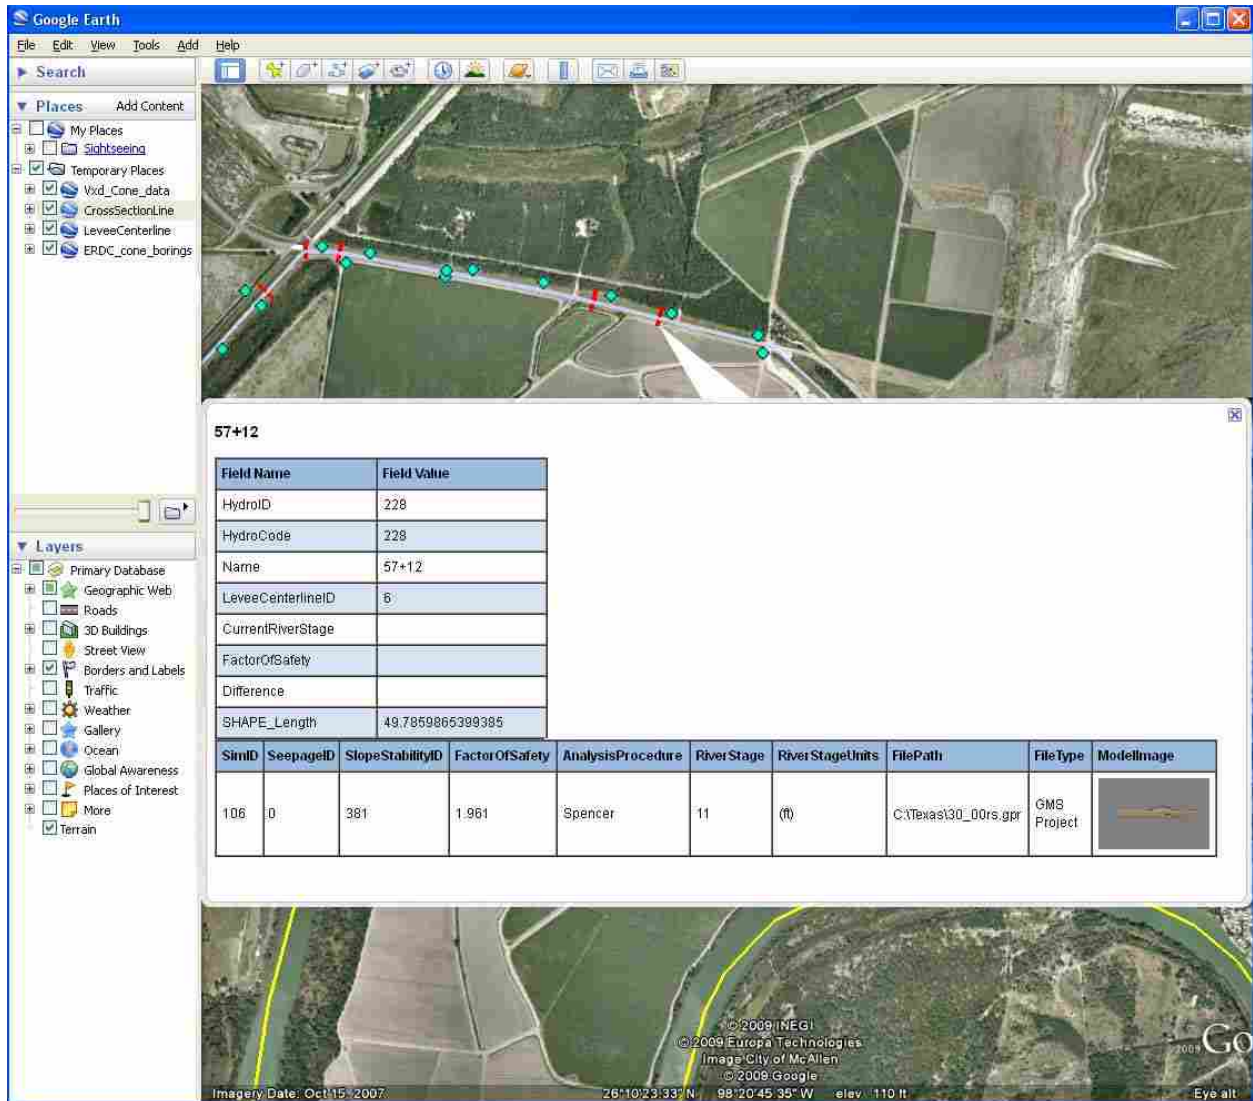 Google Earth
File Edit View Tools Add Help
Search
Places Add Content
My Places
Sightseeing
Temporary Places
Vxd_Cone_data
CrossSectionLine
LeveeCenterline
ERDC_cone_borings
Layers
Primary Database
Geographic Web
Roads
3D Buildings
Street View
Borders and Labels
Traffic
Weather
Gallery
Ocean
Global Awareness
Places of Interest
More
Terrain
57+12
Field Name Field Value
HydroID 228
HydroCode 228
Name 57+12
LeveeCenterlineID 6
CurrentRiverStage
FactorOfSafety
Difference
SHAPE_Length 49.7859865399385
SimID SeepageID SlopeStabilityID FactorOfSafety AnalysisProcedure RiverStage RiverStageUnits FilePath FileType ModelImage
106 0 381 1.961 Spencer 11 (ft) C:\Texas\30_00rs.gpr GMS Project
© 2009 INEGI
© 2009 Europa Technologies
Image City of McAllen
© 2009 Google
2009 Go
Imagery Date: Oct 15, 2007 26°10'23.33" N 98°20'45.35" W elev 110 ft Eye alt